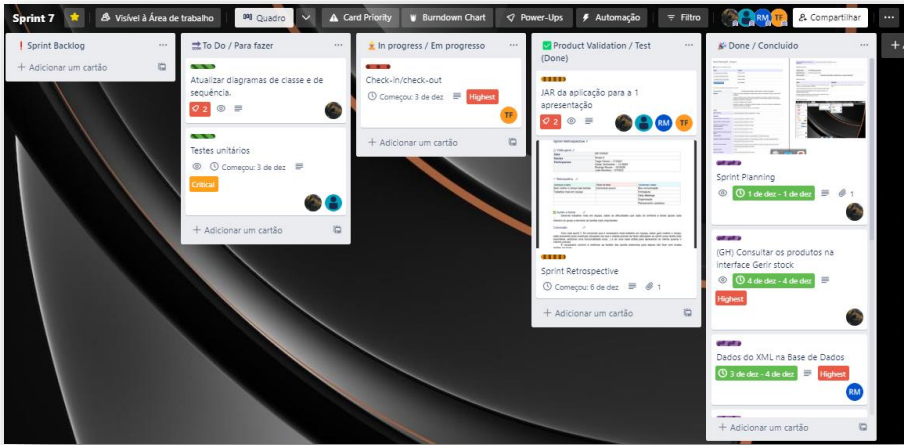 Sprint 7
Visível à Área de trabalho
Quadro
Card Priority
Burndown Chart
Power-Ups
Automação
Filtro
RM
TF
Compartilhar
Sprint Backlog
+ Adicionar um cartão
To Do / Para fazer
Atualizar diagramas de classe e de
sequência.
2
Testes unitários
Começou: 3 de dez
Critical
+ Adicionar um cartão
In progress / Em progresso
Check-in/check-out
Começou: 3 de dez
Highest
TF
+ Adicionar um cartão
Product Validation / Test
(Done)
JAR da aplicação para a 1
apresentação
2
RM
TF
Sprint Retrospective 1
Sprint Retrospective
Começou: 6 de dez
1
+ Adicionar um cartão
Done / Concluído
Sprint Planning
1 de dez - 1 de dez
1
(GH) Consultar os produtos na
interface Gerir stock
4 de dez - 4 de dez
Highest
Dados do XML na Base de Dados
3 de dez - 4 de dez
Highest
RM
+ Adicionar um cartão